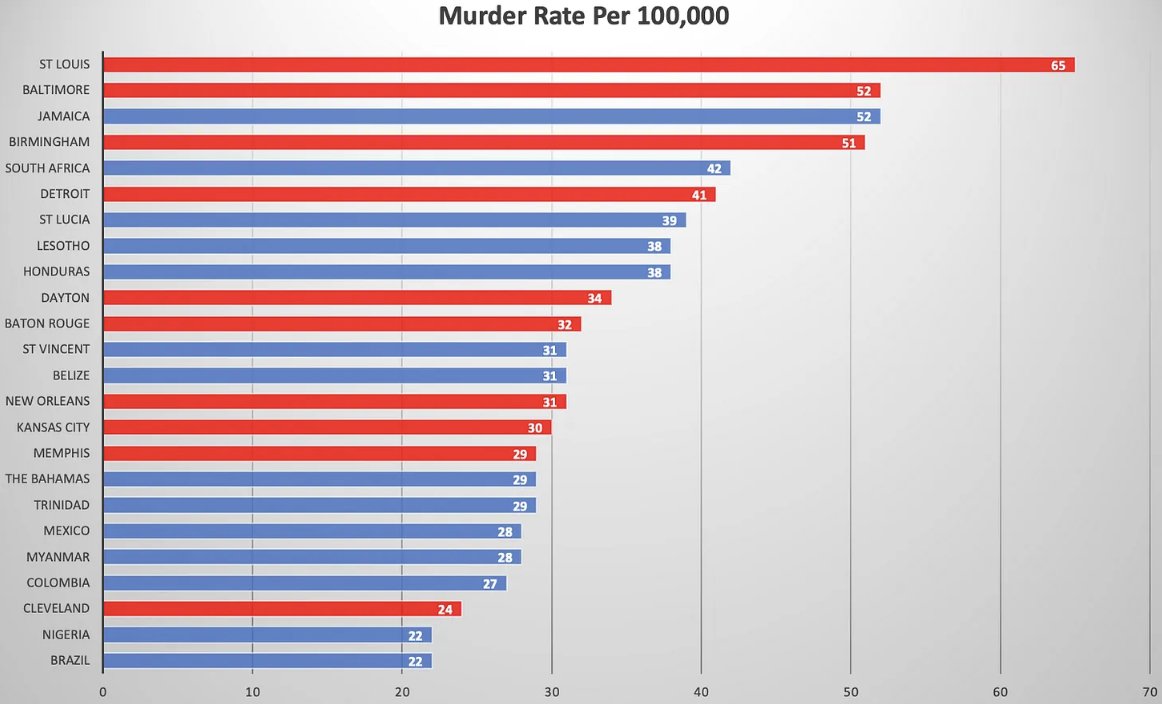 Murder Rate Per 100,000
ST LOUIS 65
BALTIMORE 52
JAMAICA 52
BIRMINGHAM 51
SOUTH AFRICA 42
DETROIT 41
ST LUCIA 39
LESOTHO 38
HONDURAS 38
DAYTON 34
BATON ROUGE 32
ST VINCENT 31
BELIZE 31
NEW ORLEANS 31
KANSAS CITY 30
MEMPHIS 29
THE BAHAMAS 29
TRINIDAD 29
MEXICO 28
MYANMAR 28
COLOMBIA 27
CLEVELAND 24
NIGERIA 22
BRAZIL 22
0 10 20 30 40 50 60 70